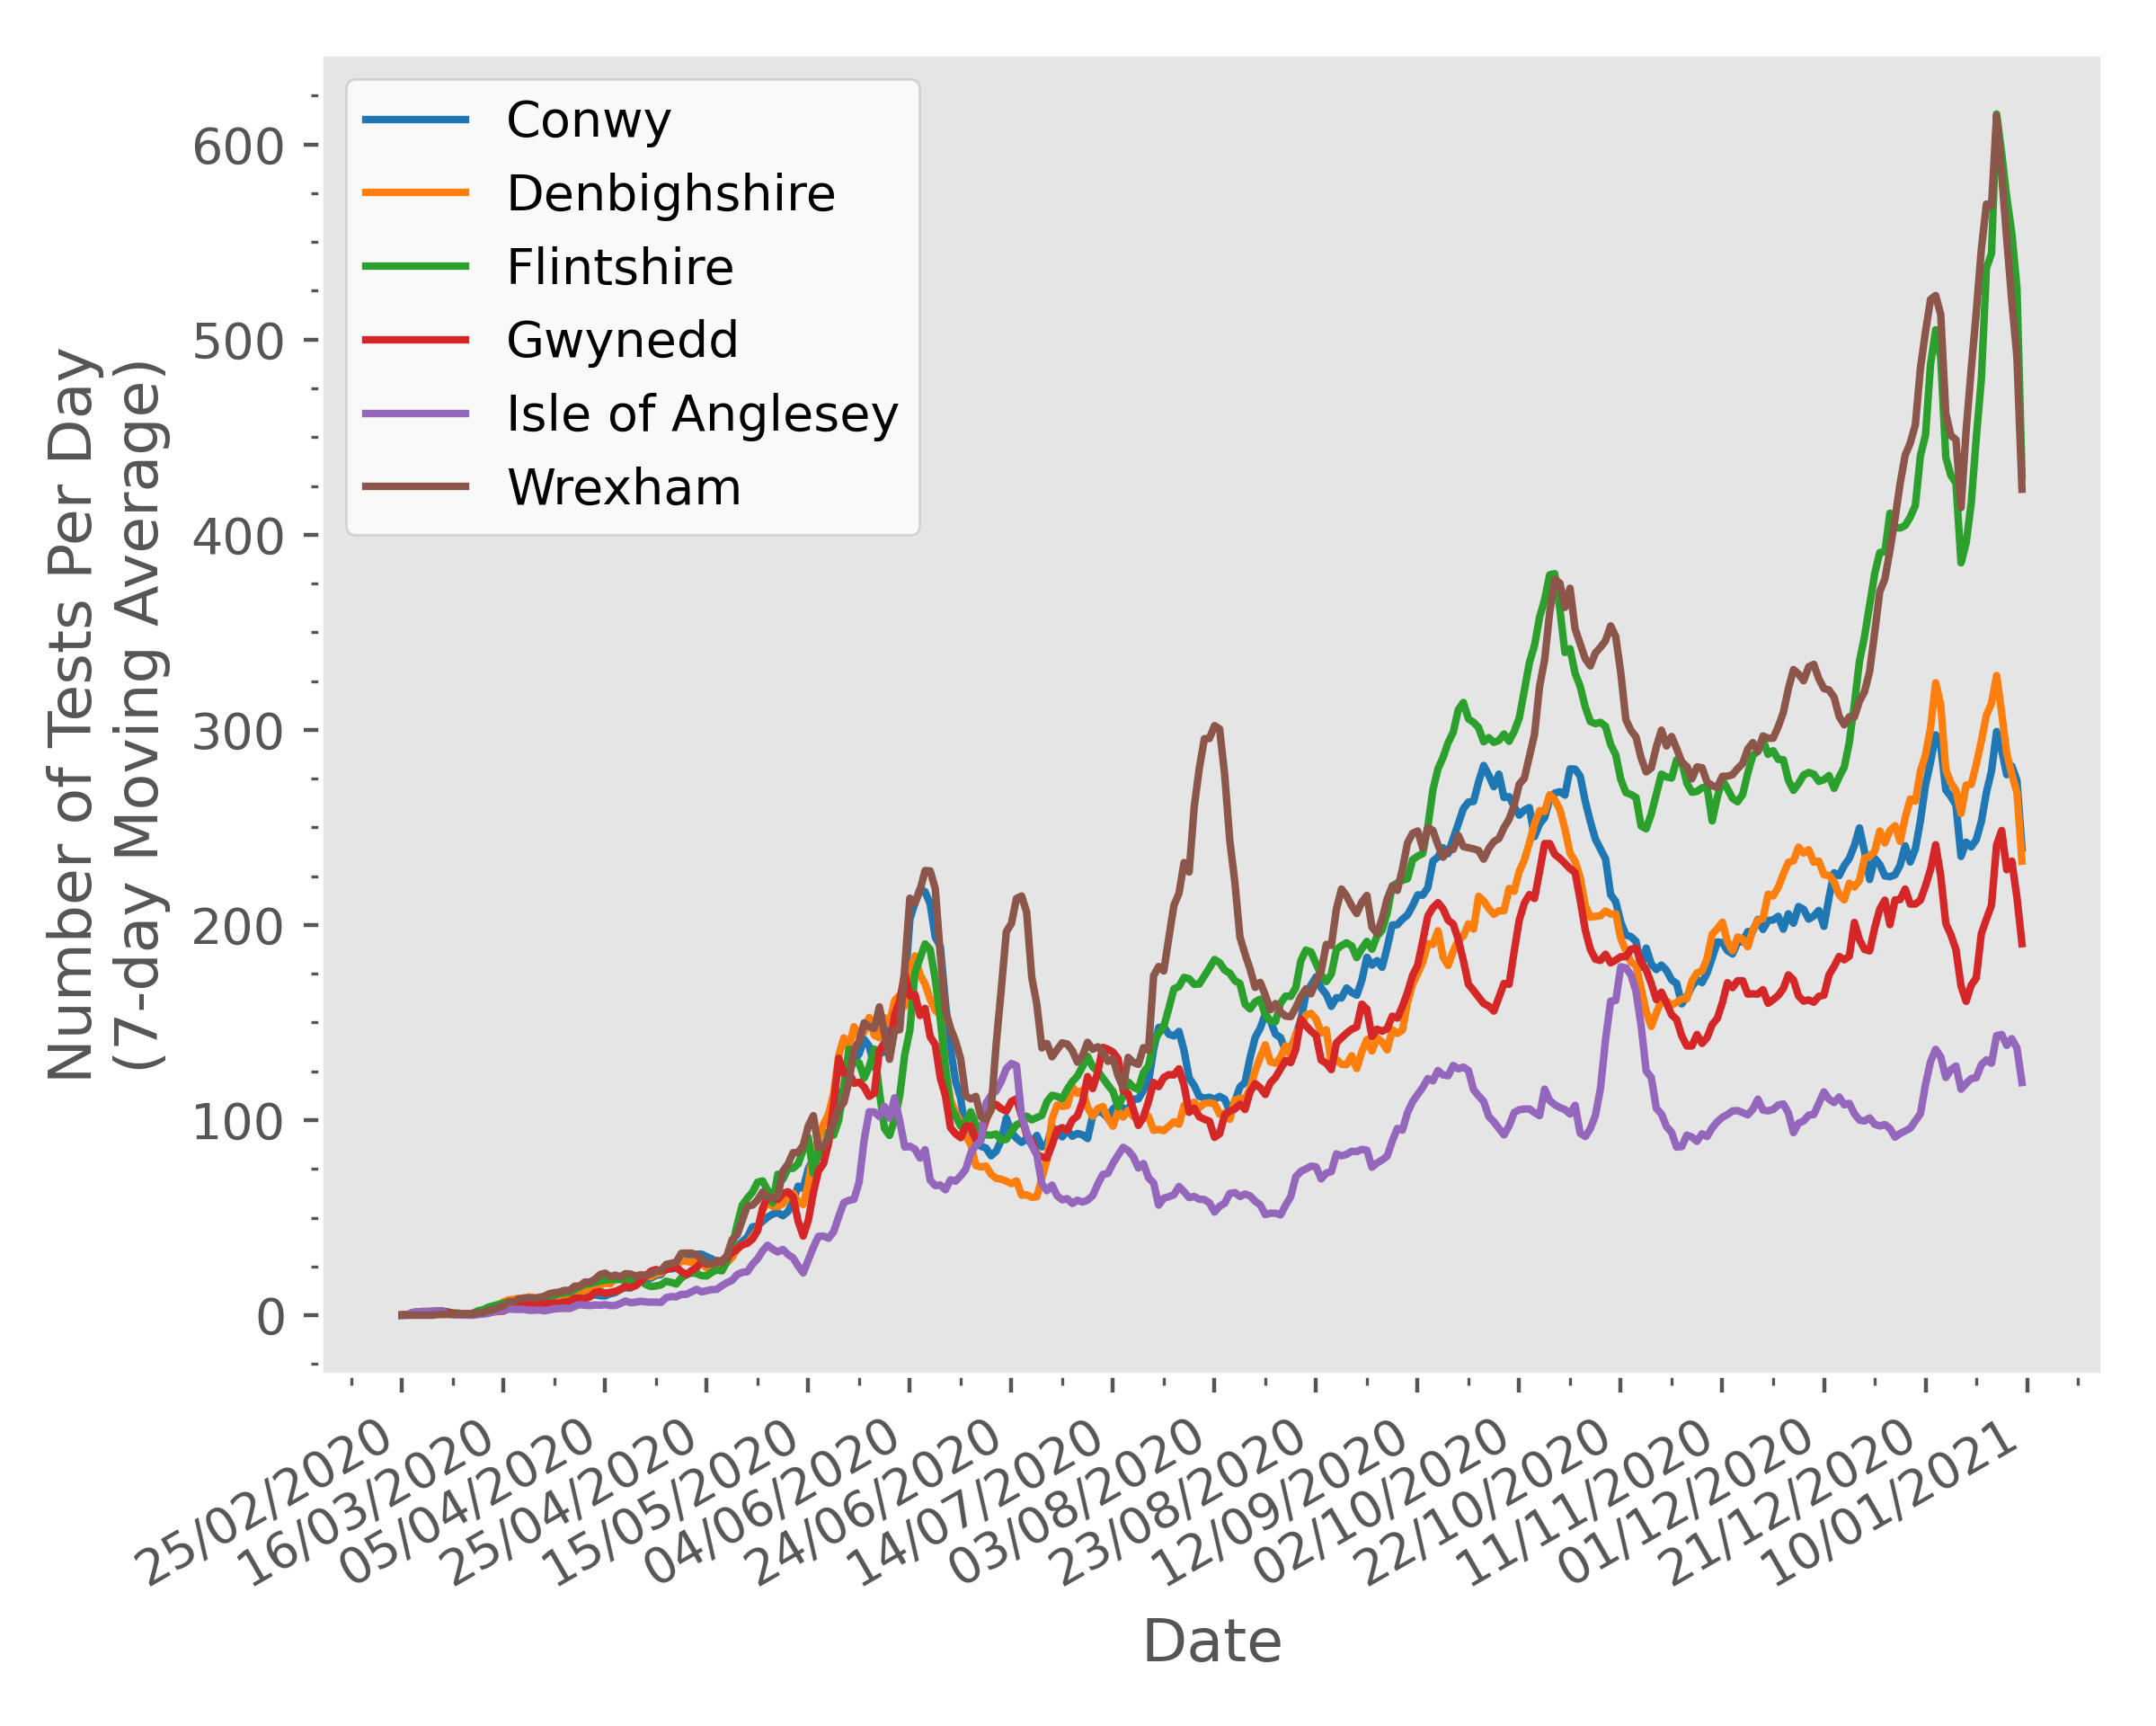 Number of Tests Per Day
(7-day Moving Average)
600
500
400
300
200
100
0
Conwy
Denbighshire
Flintshire
Gwynedd
Isle of Anglesey
Wrexham
25/02/2020
16/03/2020
05/04/2020
25/04/2020
15/05/2020
04/06/2020
24/06/2020
14/07/2020
03/08/2020
23/08/2020
12/09/2020
02/10/2020
22/10/2020
11/11/2020
01/12/2020
21/12/2020
10/01/2021
Date